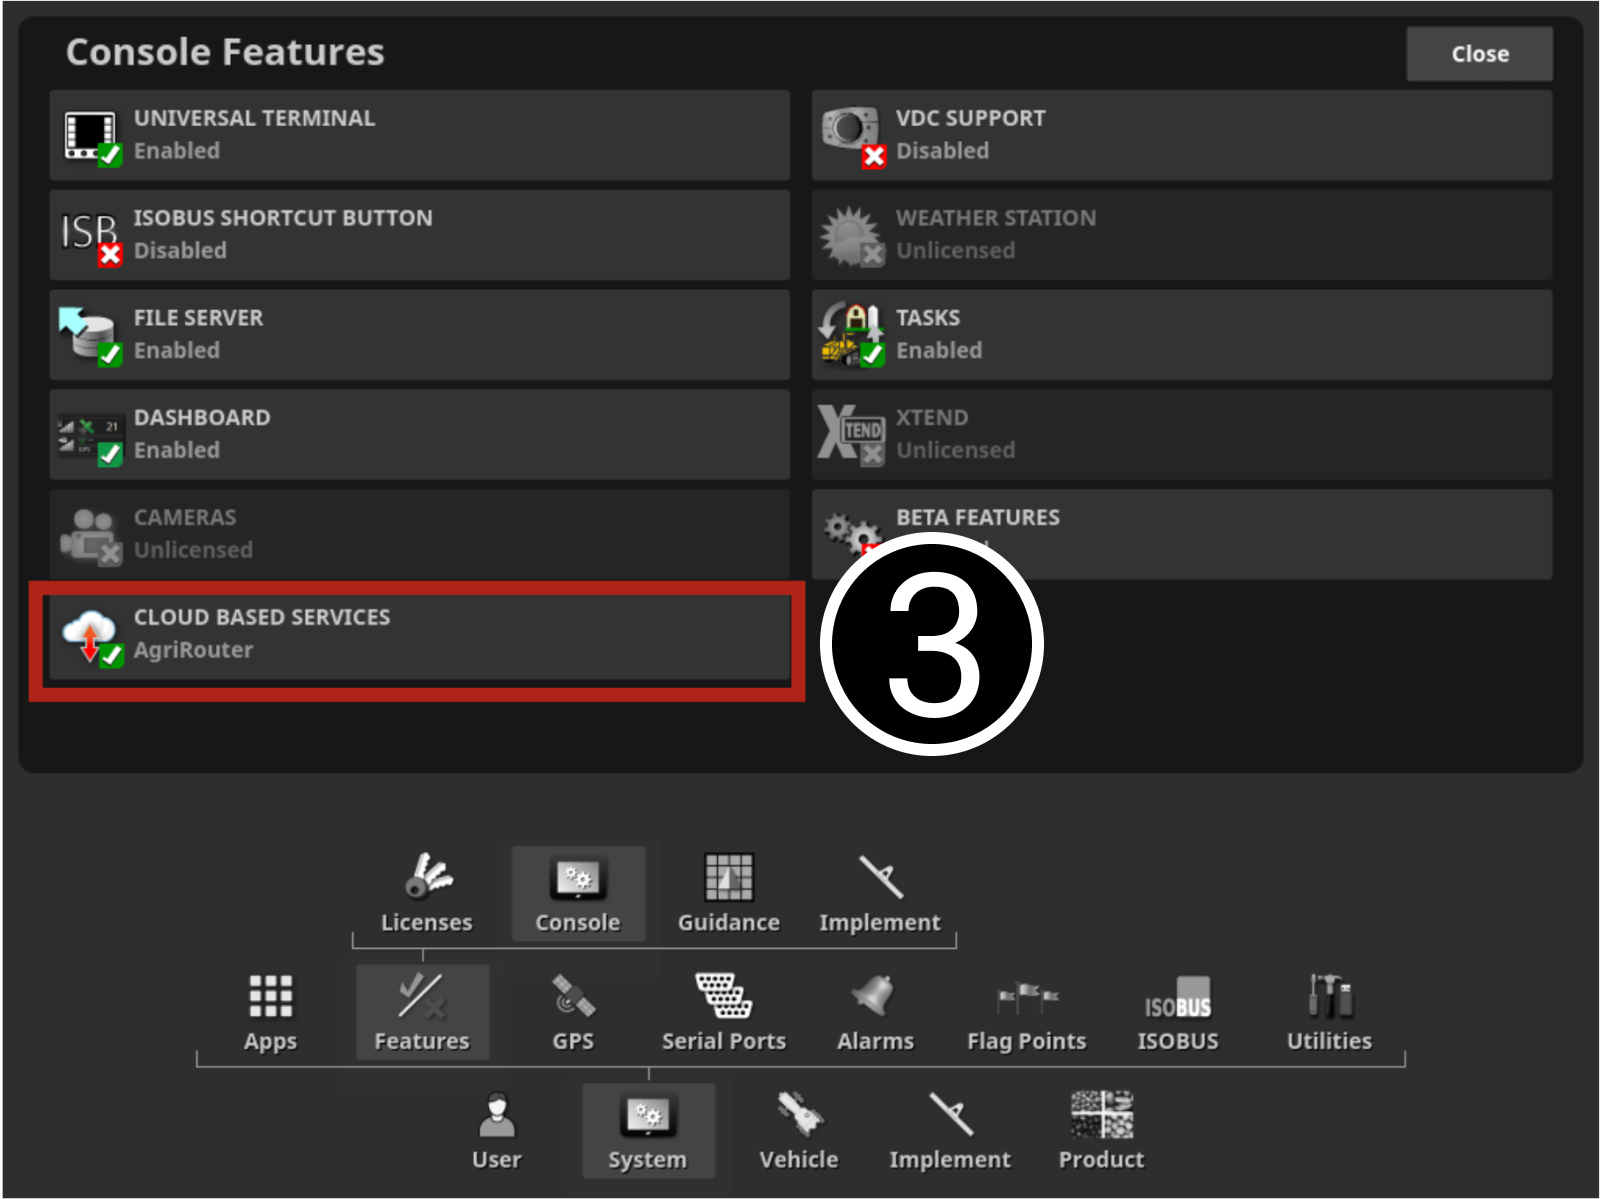 Console Features
Close
UNIVERSAL TERMINAL
Enabled
VDC SUPPORT
Disabled
ISB
ISOBUS SHORTCUT BUTTON
Disabled
WEATHER STATION
Unlicensed
FILE SERVER
Enabled
TASKS
Enabled
21
DASHBOARD
Enabled
XTEND
XTEND
Unlicensed
CAMERAS
Unlicensed
BETA FEATURES
CLOUD BASED SERVICES
AgriRouter
3
Licenses
Console
Guidance
Implement
Apps
Features
GPS
Serial Ports
Alarms
Flag Points
ISOBUS
ISOBUS
Utilities
User
System
Vehicle
Implement
Product